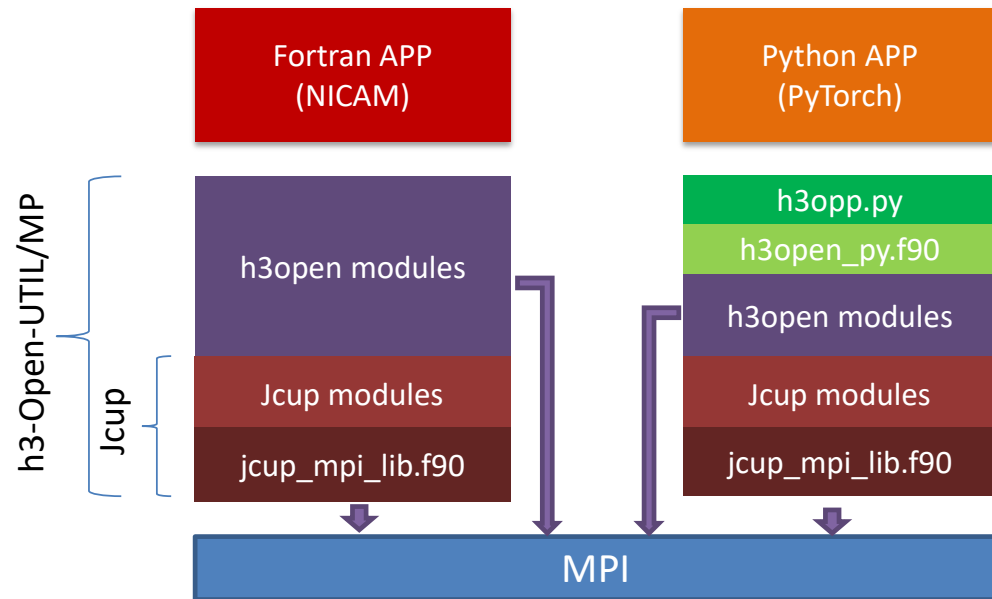 Fortran APP
(NICAM)
Python APP
(PyTorch)
h3-Open-UTIL/MP
Jcup
h3open modules
Jcup modules
jcup_mpi_lib.f90
h3opp.py
h3open_py.f90
h3open modules
Jcup modules
jcup_mpi_lib.f90
MPI